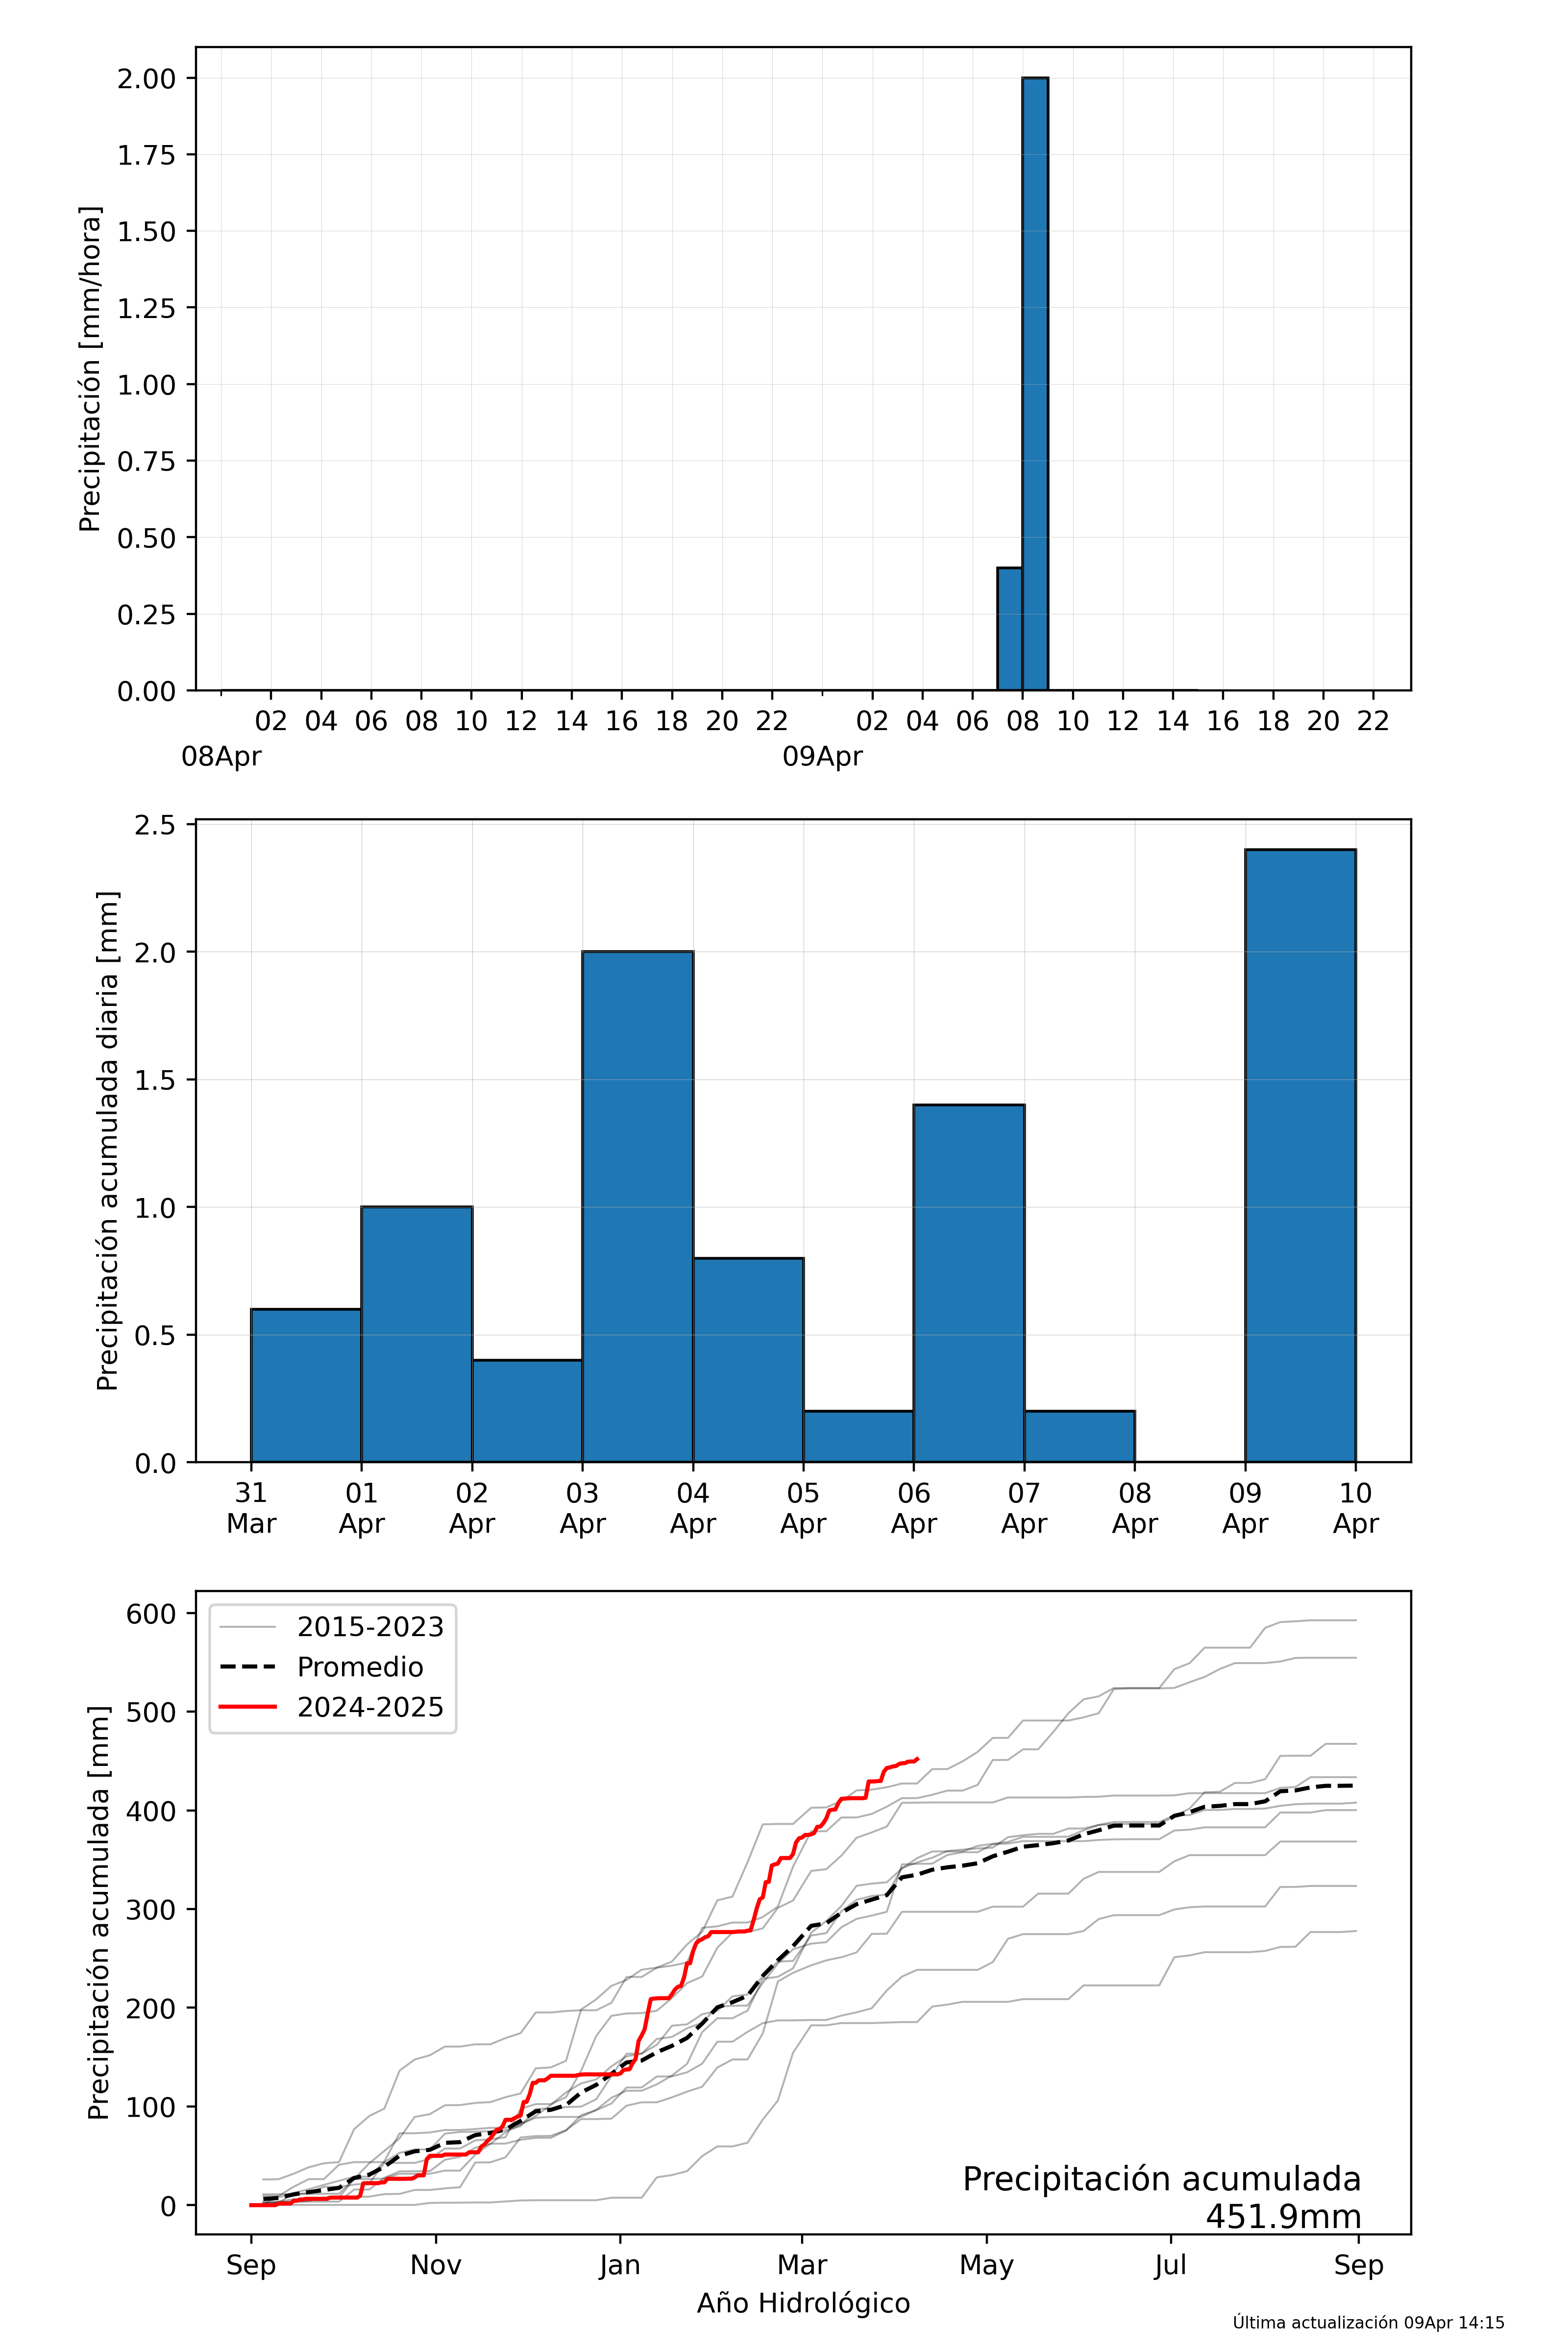 2.00
1.75
1.50
1.25
1.00
0.75
0.50
0.25
0.00
Precipitación [mm/hora]
02 04 06 08 10 12 14 16 18 20 22 02 04 06 08 10 12 14 16 18 20 22
08Apr 09Apr
2.5
2.0
1.5
1.0
0.5
0.0
Precipitación acumulada diaria [mm]
31 01 02 03 04 05 06 07 08 09 10
Mar Apr Apr Apr Apr Apr Apr Apr Apr Apr Apr
600
500
400
300
200
100
0
Precipitación acumulada [mm]
2015-2023
Promedio
2024-2025
Precipitación acumulada
451.9mm
Sep Nov Jan Mar May Jul Sep
Año Hidrológico
Última actualización 09Apr 14:15